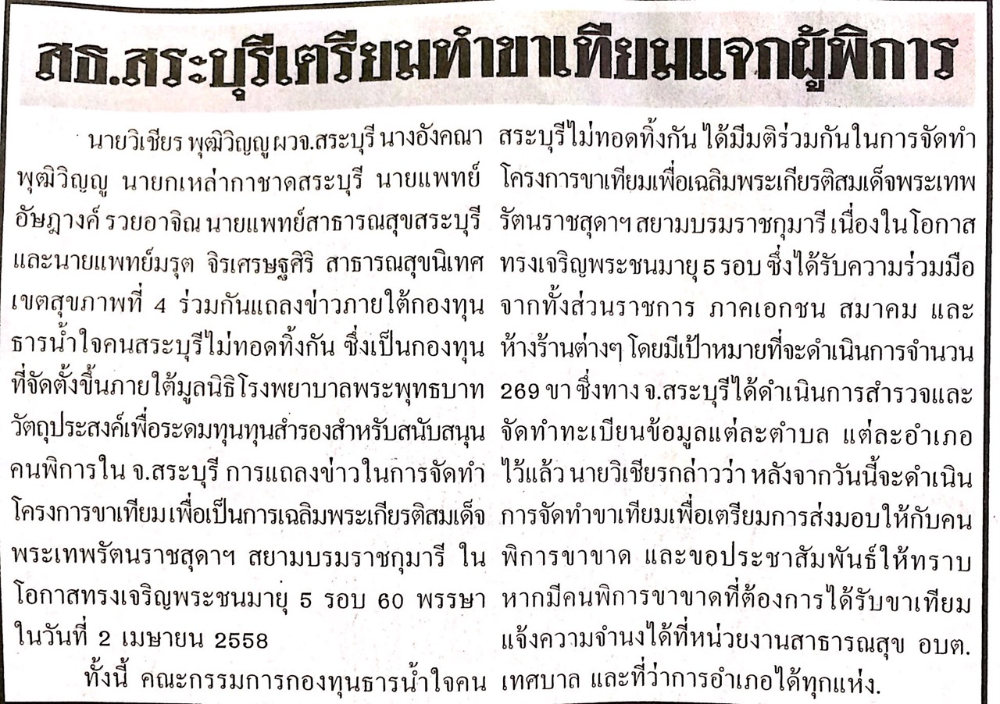 สธ.สระบุรีเตรียมทำขาเทียมแจกผู้พิการ
นายวิเชียร พุฒิวิญญู ผวจ.สระบุรี นางอังคณา
พุฒิวิญญู นายกเหล่ากาชาดสระบุรี นายแพทย์
อัษฎางค์ รวยอาจิณ นายแพทย์สาธารณสุขสระบุรี
และนายแพทย์มรุต จิรเศรษฐศิริ สาธารณสุขนิเทศ
เขตสุขภาพที่ 4 ร่วมกันแถลงข่าวภายใต้กองทุน
ธารน้ำใจคนสระบุรีไม่ทอดทิ้งกัน ซึ่งเป็นกองทุน
ที่จัดตั้งขึ้นภายใต้มูลนิธิโรงพยาบาลพระพุทธบาท
วัตถุประสงค์เพื่อระดมทุนทุนสำรองสำหรับสนับสนุน
คนพิการใน จ.สระบุรี การแถลงข่าวในการจัดทำ
โครงการขาเทียม เพื่อเป็นการเฉลิมพระเกียรติสมเด็จ
พระเทพรัตนราชสุดาฯ สยามบรมราชกุมารี ใน
โอกาสทรงเจริญพระชนมายุ 5 รอบ 60 พรรษา
ในวันที่ 2 เมษายน 2558
ทั้งนี้ คณะกรรมการกองทุนธารน้ำใจคน
สระบุรีไม่ทอดทิ้งกัน ได้มีมติร่วมกันในการจัดทำ
โครงการขาเทียมเพื่อเฉลิมพระเกียรติสมเด็จพระเทพ
รัตนราชสุดาฯ สยามบรมราชกุมารี เนื่องในโอกาส
ทรงเจริญพระชนมายุ 5 รอบ ซึ่งได้รับความร่วมมือ
จากทั้งส่วนราชการ ภาคเอกชน สมาคม และ
ห้างร้านต่างๆ โดยมีเป้าหมายที่จะดำเนินการจำนวน
269 ขา ซึ่งทาง จ.สระบุรีได้ดำเนินการสำรวจและ
จัดทำทะเบียนข้อมูลแต่ละตำบล แต่ละอำเภอ
ไว้แล้ว นายวิเชียรกล่าวว่า หลังจากวันนี้จะดำเนิน
การจัดทำขาเทียมเพื่อเตรียมการส่งมอบให้กับคน
พิการขาขาด และขอประชาสัมพันธ์ให้ทราบ
หากมีคนพิการขาขาดที่ต้องการได้รับขาเทียม
แจ้งความจำนงได้ที่หน่วยงานสาธารณสุข อบต.
เทศบาล และที่ว่าการอำเภอได้ทุกแห่ง.